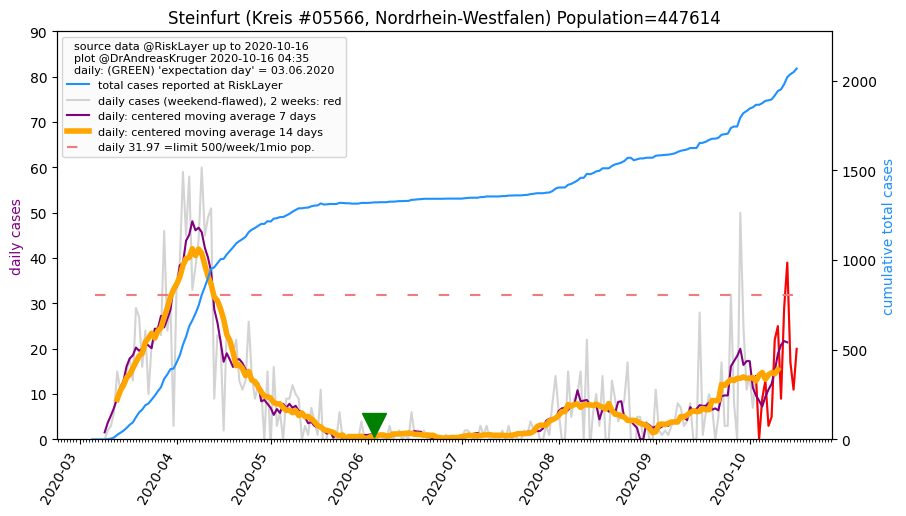 Steinfurt (Kreis #05566, Nordrhein-Westfalen) Population=447614
source data @RiskLayer up to 2020-10-16
plot @DrAndreasKruger 2020-10-16 04:35
daily: (GREEN) 'expectation day' = 03.06.2020
total cases reported at RiskLayer
daily cases (weekend-flawed), 2 weeks: red
daily: centered moving average 7 days
daily: centered moving average 14 days
daily 31.97 =limit 500/week/1mio pop.
daily cases
90
80
70
60
50
40
30
20
10
0
cumulative total cases
2000
1500
1000
500
0
2020-03
2020-04
2020-05
2020-06
2020-07
2020-08
2020-09
2020-10